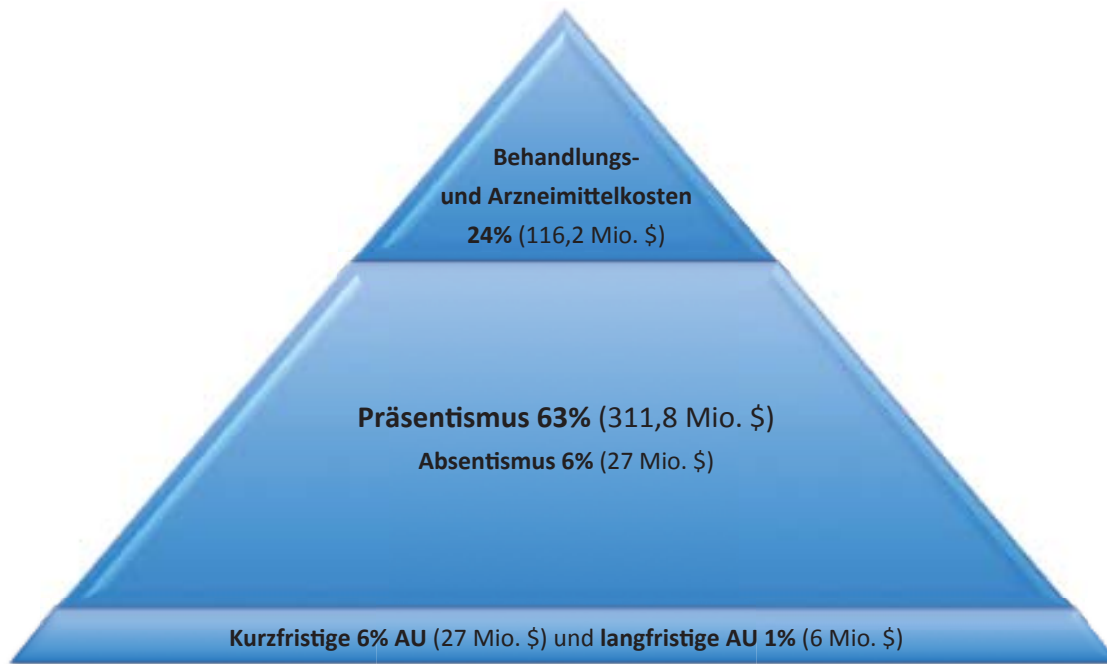 Behandlungs-
und Arzneimittelkosten
24% (116,2 Mio. $)
Präsentismus 63% (311,8 Mio. $)
Absentismus 6% (27 Mio. $)
Kurzfristige 6% AU (27 Mio. $) und langfristige AU 1% (6 Mio. $)